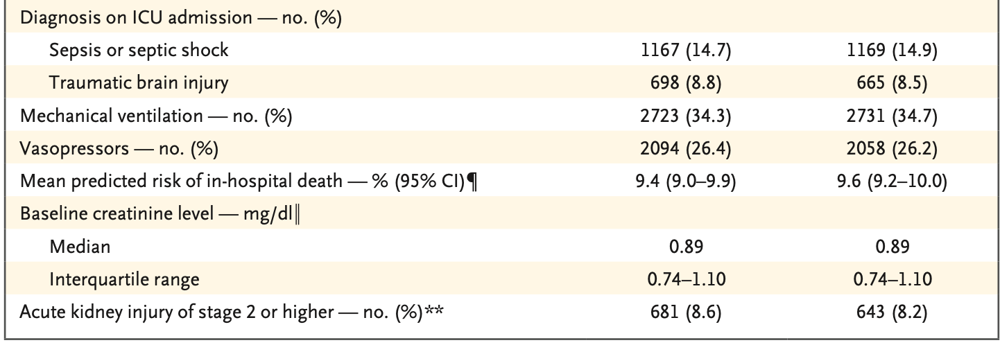 Diagnosis on ICU admission — no. (%)
Sepsis or septic shock 1167 (14.7) 1169 (14.9)
Traumatic brain injury 698 (8.8) 665 (8.5)
Mechanical ventilation — no. (%) 2723 (34.3) 2731 (34.7)
Vasopressors — no. (%) 2094 (26.4) 2058 (26.2)
Mean predicted risk of in-hospital death — % (95% CI)¶ 9.4 (9.0–9.9) 9.6 (9.2–10.0)
Baseline creatinine level — mg/dl‖
Median 0.89 0.89
Interquartile range 0.74–1.10 0.74–1.10
Acute kidney injury of stage 2 or higher — no. (%)** 681 (8.6) 643 (8.2)